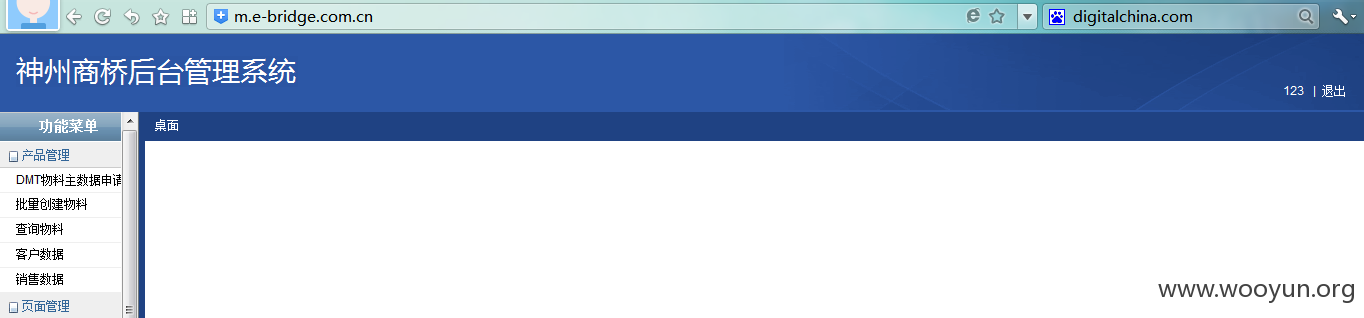 m.e-bridge.com.cn
digitalchina.com
神州商桥后台管理系统
123 | 退出
功能菜单
桌面
产品管理
DMT物料主数据申请
批量创建物料
查询物料
客户数据
销售数据
页面管理
www.wooyun.org